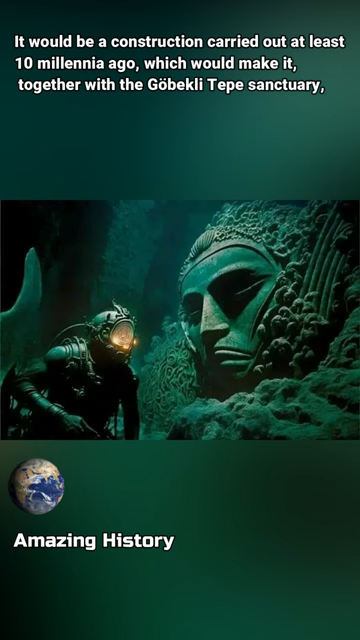 It would be a construction carried out at least
10 millennia ago, which would make it,
together with the Göbekli Tepe sanctuary,
Amazing History